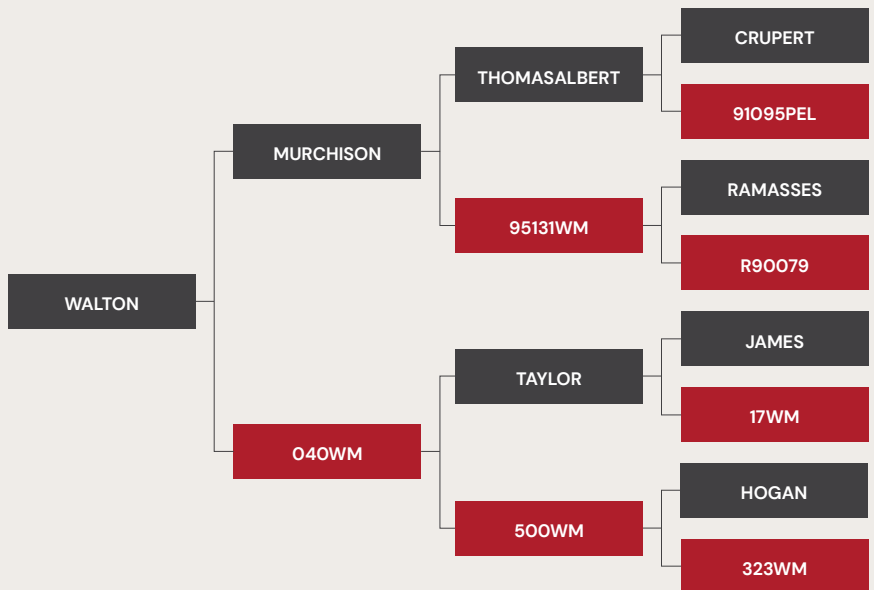 CRUPERT
THOMASALBERT
91095PEL
MURCHISON
RAMASSES
95131WM
R90079
WALTON
JAMES
TAYLOR
17WM
040WM
HOGAN
500WM
323WM